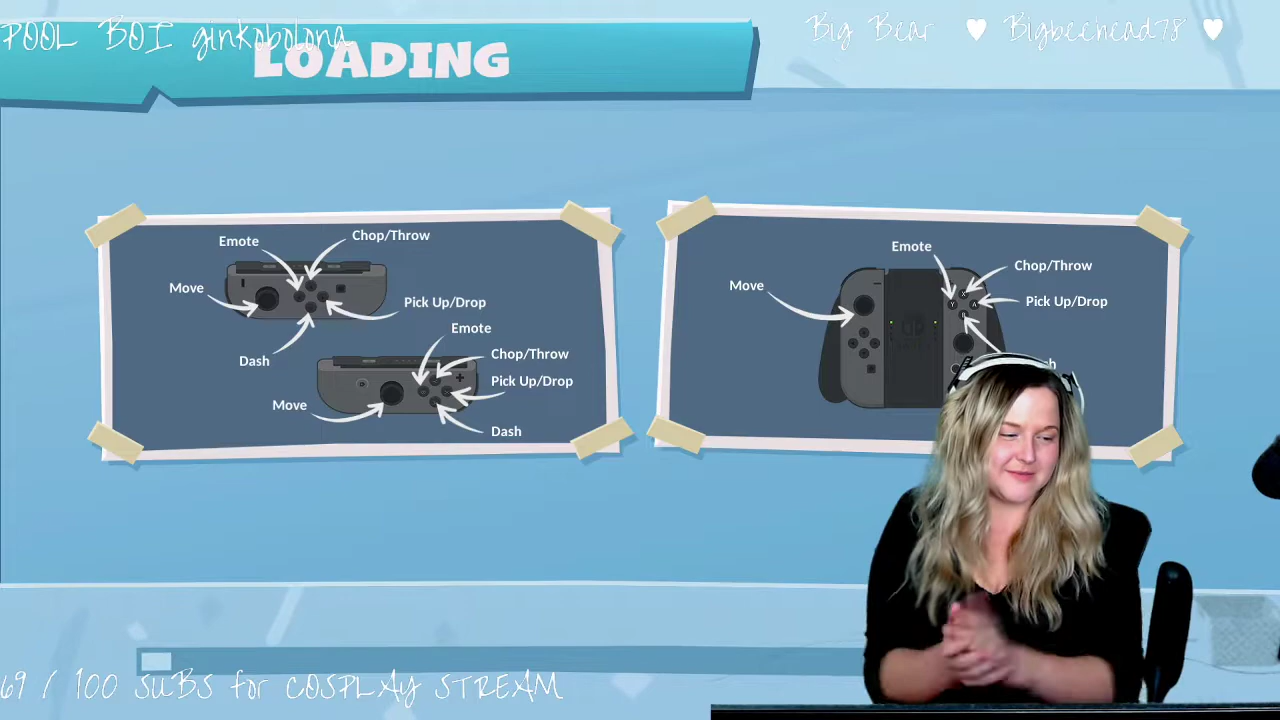 POOL BOI ginkobolona
Big Bear ♥ Bigbeehead78 ♥
LOADING
Emote
Chop/Throw
Move
Pick Up/Drop
Dash
Emote
Chop/Throw
Pick Up/Drop
Move
Dash
Emote
Chop/Throw
Move
Pick Up/Drop
69 / 100 SUBS for COSPLAY STREAM